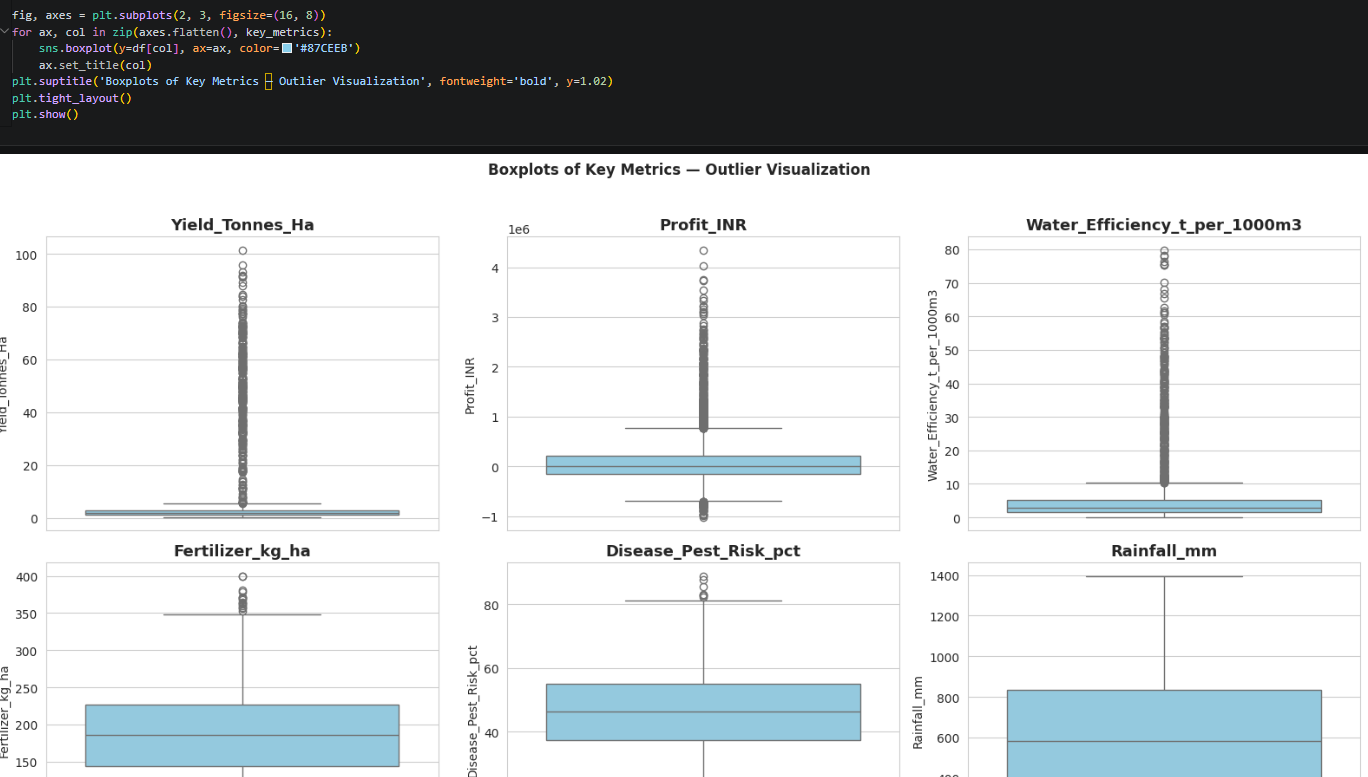 fig, axes = plt.subplots(2, 3, figsize=(16, 8))
for ax, col in zip(axes.flatten(), key_metrics):
    sns.boxplot(y=df[col], ax=ax, color='#87CEEB')
    ax.set_title(col)
plt.suptitle('Boxplots of Key Metrics — Outlier Visualization', fontweight='bold', y=1.02)
plt.tight_layout()
plt.show()
Boxplots of Key Metrics — Outlier Visualization
Yield_Tonnes_Ha
Yield_Tonnes_Ha
100
80
60
40
20
0
Profit_INR
1e6
Profit_INR
4
3
2
1
0
−1
Water_Efficiency_t_per_1000m3
Water_Efficiency_t_per_1000m3
80
70
60
50
40
30
20
10
0
Fertilizer_kg_ha
Fertilizer_kg_ha
400
350
300
250
200
150
Disease_Pest_Risk_pct
Disease_Pest_Risk_pct
80
60
40
Rainfall_mm
Rainfall_mm
1400
1200
1000
800
600
400